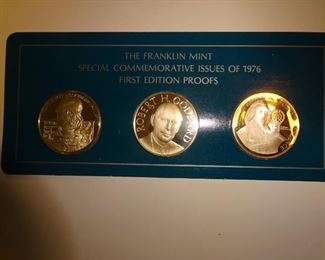 THE FRANKLIN MINT
SPECIAL COMMEMORATIVE ISSUES OF 1976
FIRST EDITION PROOFS
ROBERT H. GODDARD